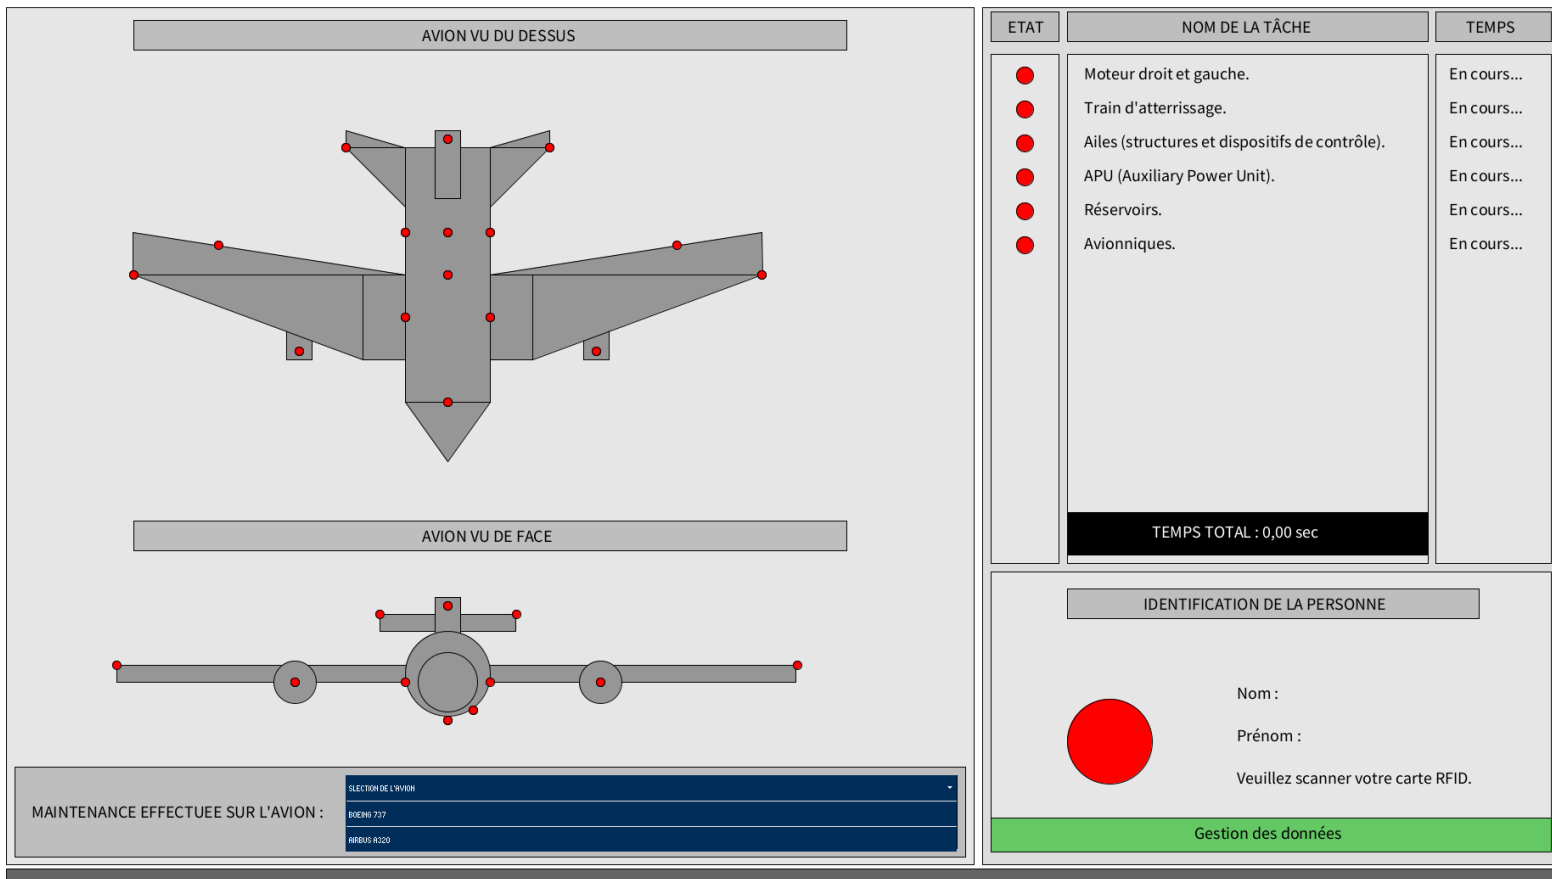 AVION VU DU DESSUS
AVION VU DE FACE
MAINTENANCE EFFECTUEE SUR L'AVION :
SLECTION DE L'AVION
BOEING 737
AIRBUS A320
ETAT
NOM DE LA TÂCHE
TEMPS
Moteur droit et gauche.
En cours...
Train d'atterrissage.
En cours...
Ailes (structures et dispositifs de contrôle).
En cours...
APU (Auxiliary Power Unit).
En cours...
Réservoirs.
En cours...
Avionniques.
En cours...
TEMPS TOTAL : 0,00 sec
IDENTIFICATION DE LA PERSONNE
Nom :
Prénom :
Veuillez scanner votre carte RFID.
Gestion des données